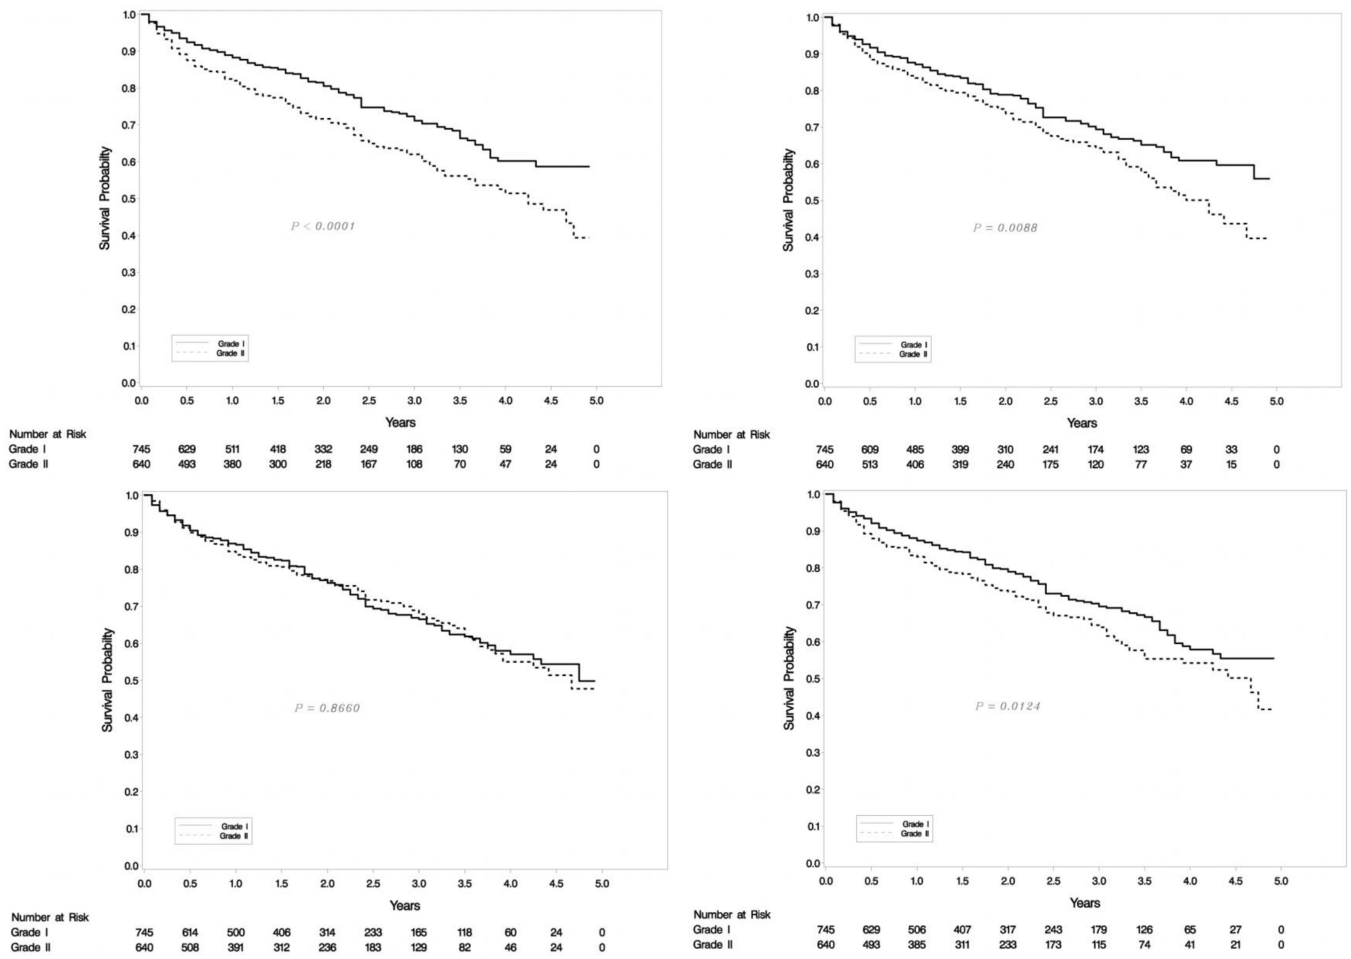 1.0
0.9
0.8
0.7
0.6
0.5
0.4
0.3
0.2
0.1
0.0
Survival Probabilty
P < 0.0001
Grade I
Grade II
0.0 0.5 1.0 1.5 2.0 2.5 3.0 3.5 4.0 4.5 5.0
Years
Number at Risk
Grade I 745 629 511 418 332 249 186 130 59 24 0
Grade II 640 493 380 300 218 167 108 70 47 24 0
1.0
0.9
0.8
0.7
0.6
0.5
0.4
0.3
0.2
0.1
0.0
Survival Probabilty
P = 0.0088
Grade I
Grade II
0.0 0.5 1.0 1.5 2.0 2.5 3.0 3.5 4.0 4.5 5.0
Years
Number at Risk
Grade I 745 609 485 399 310 241 174 123 69 33 0
Grade II 640 513 406 319 240 175 120 77 37 15 0
1.0
0.9
0.8
0.7
0.6
0.5
0.4
0.3
0.2
0.1
0.0
Survival Probabilty
P = 0.8660
Grade I
Grade II
0.0 0.5 1.0 1.5 2.0 2.5 3.0 3.5 4.0 4.5 5.0
Years
Number at Risk
Grade I 745 614 500 406 314 233 165 118 60 24 0
Grade II 640 508 391 312 236 183 129 82 46 24 0
1.0
0.9
0.8
0.7
0.6
0.5
0.4
0.3
0.2
0.1
0.0
Survival Probabilty
P = 0.0124
Grade I
Grade II
0.0 0.5 1.0 1.5 2.0 2.5 3.0 3.5 4.0 4.5 5.0
Years
Number at Risk
Grade I 745 629 506 407 317 243 179 126 65 27 0
Grade II 640 493 385 311 233 173 115 74 41 21 0